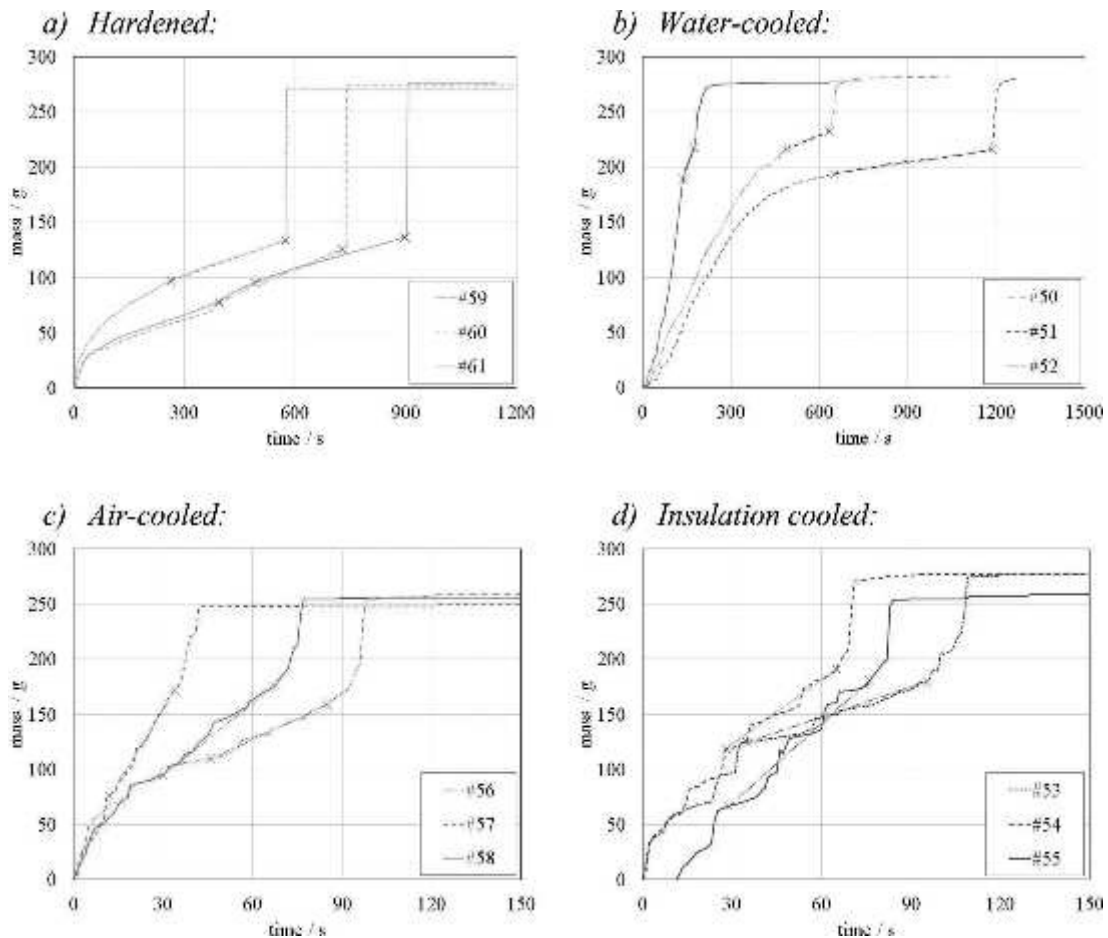 a) Hardened:
300
250
200
150
100
50
0
mass / g
0 300 600 900 1200
time / s
#59
#60
#61
b) Water-cooled:
300
250
200
150
100
50
0
mass / g
0 300 600 900 1200 1500
time / s
#50
#51
#52
c) Air-cooled:
300
250
200
150
100
50
0
mass / g
0 30 60 90 120 150
time / s
#56
#57
#58
d) Insulation cooled:
300
250
200
150
100
50
0
mass / g
0 30 60 90 120 150
time / s
#53
#54
#55